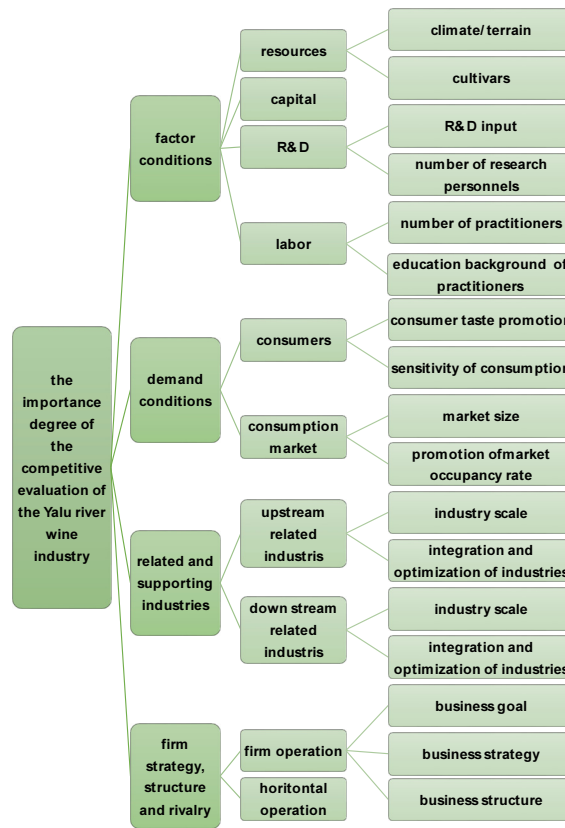 the
importance
degree of
the
competitive
evaluation of
the Yalu river
wine
industry
factor
conditions
resources
climate/ terrain
cultivars
capital
R&D
R&D input
number of research
personnels
labor
number of practitioners
education background of
practitioners
demand
conditions
consumers
consumer taste promotion
sensitivity of consumption
consumption
market
market size
promotion ofmarket
occupancy rate
related and
supporting
industries
upstream
related
industris
industry scale
integration and
optimization of industries
down stream
related
industris
industry scale
integration and
optimization of industries
firm
strategy,
structure
and rivalry
firm operation
business goal
business strategy
business structure
horitontal
operation